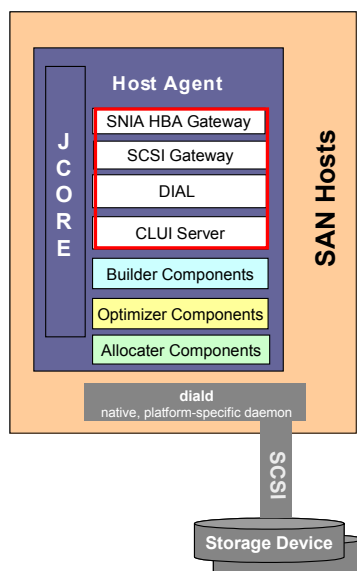 Host Agent
JCORE
SNIA HBA Gateway
SCSI Gateway
DIAL
CLUI Server
Builder Components
Optimizer Components
Allocater Components
SAN Hosts
diald
native, platform-specific daemon
SCSI
Storage Device